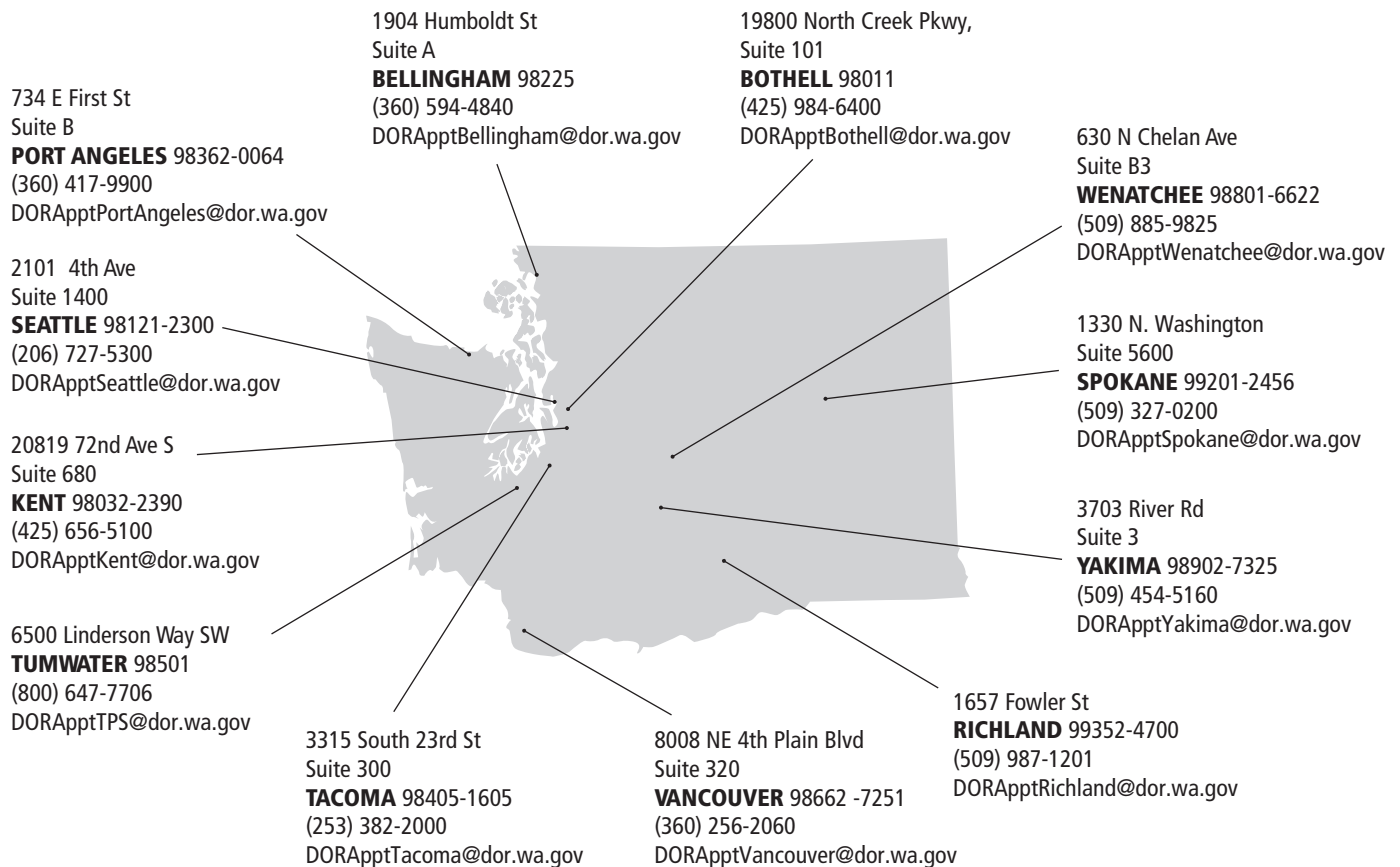 1904 Humboldt St
Suite A
BELLINGHAM 98225
(360) 594-4840
DORApptBellingham@dor.wa.gov
19800 North Creek Pkwy,
Suite 101
BOTHELL 98011
(425) 984-6400
DORApptBothell@dor.wa.gov
734 E First St
Suite B
PORT ANGELES 98362-0064
(360) 417-9900
DORApptPortAngeles@dor.wa.gov
630 N Chelan Ave
Suite B3
WENATCHEE 98801-6622
(509) 885-9825
DORApptWenatchee@dor.wa.gov
2101 4th Ave
Suite 1400
SEATTLE 98121-2300
(206) 727-5300
DORApptSeattle@dor.wa.gov
1330 N. Washington
Suite 5600
SPOKANE 99201-2456
(509) 327-0200
DORApptSpokane@dor.wa.gov
20819 72nd Ave S
Suite 680
KENT 98032-2390
(425) 656-5100
DORApptKent@dor.wa.gov
3703 River Rd
Suite 3
YAKIMA 98902-7325
(509) 454-5160
DORApptYakima@dor.wa.gov
6500 Linderson Way SW
TUMWATER 98501
(800) 647-7706
DORApptTPS@dor.wa.gov
1657 Fowler St
RICHLAND 99352-4700
(509) 987-1201
DORApptRichland@dor.wa.gov
3315 South 23rd St
Suite 300
TACOMA 98405-1605
(253) 382-2000
DORApptTacoma@dor.wa.gov
8008 NE 4th Plain Blvd
Suite 320
VANCOUVER 98662 -7251
(360) 256-2060
DORApptVancouver@dor.wa.gov